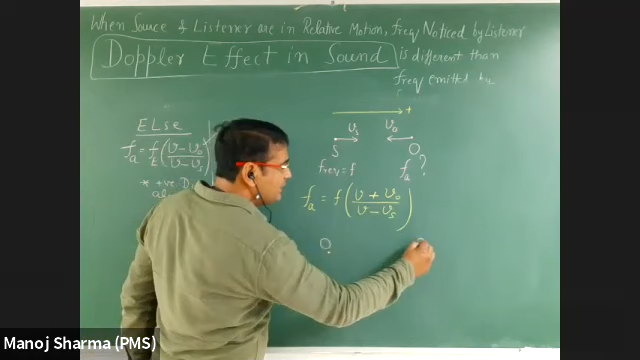 When Source & Listener are in Relative Motion, freq Noticed by Listener
Doppler Effect in Sound is different than
freq emitted by
ELSE
fa = f (v - vo / v - vs)
* +ve D
+
vs vo
S O
freq = f fa ?
fa = f (v + vo / v - vs)
O
Manoj Sharma (PMS)